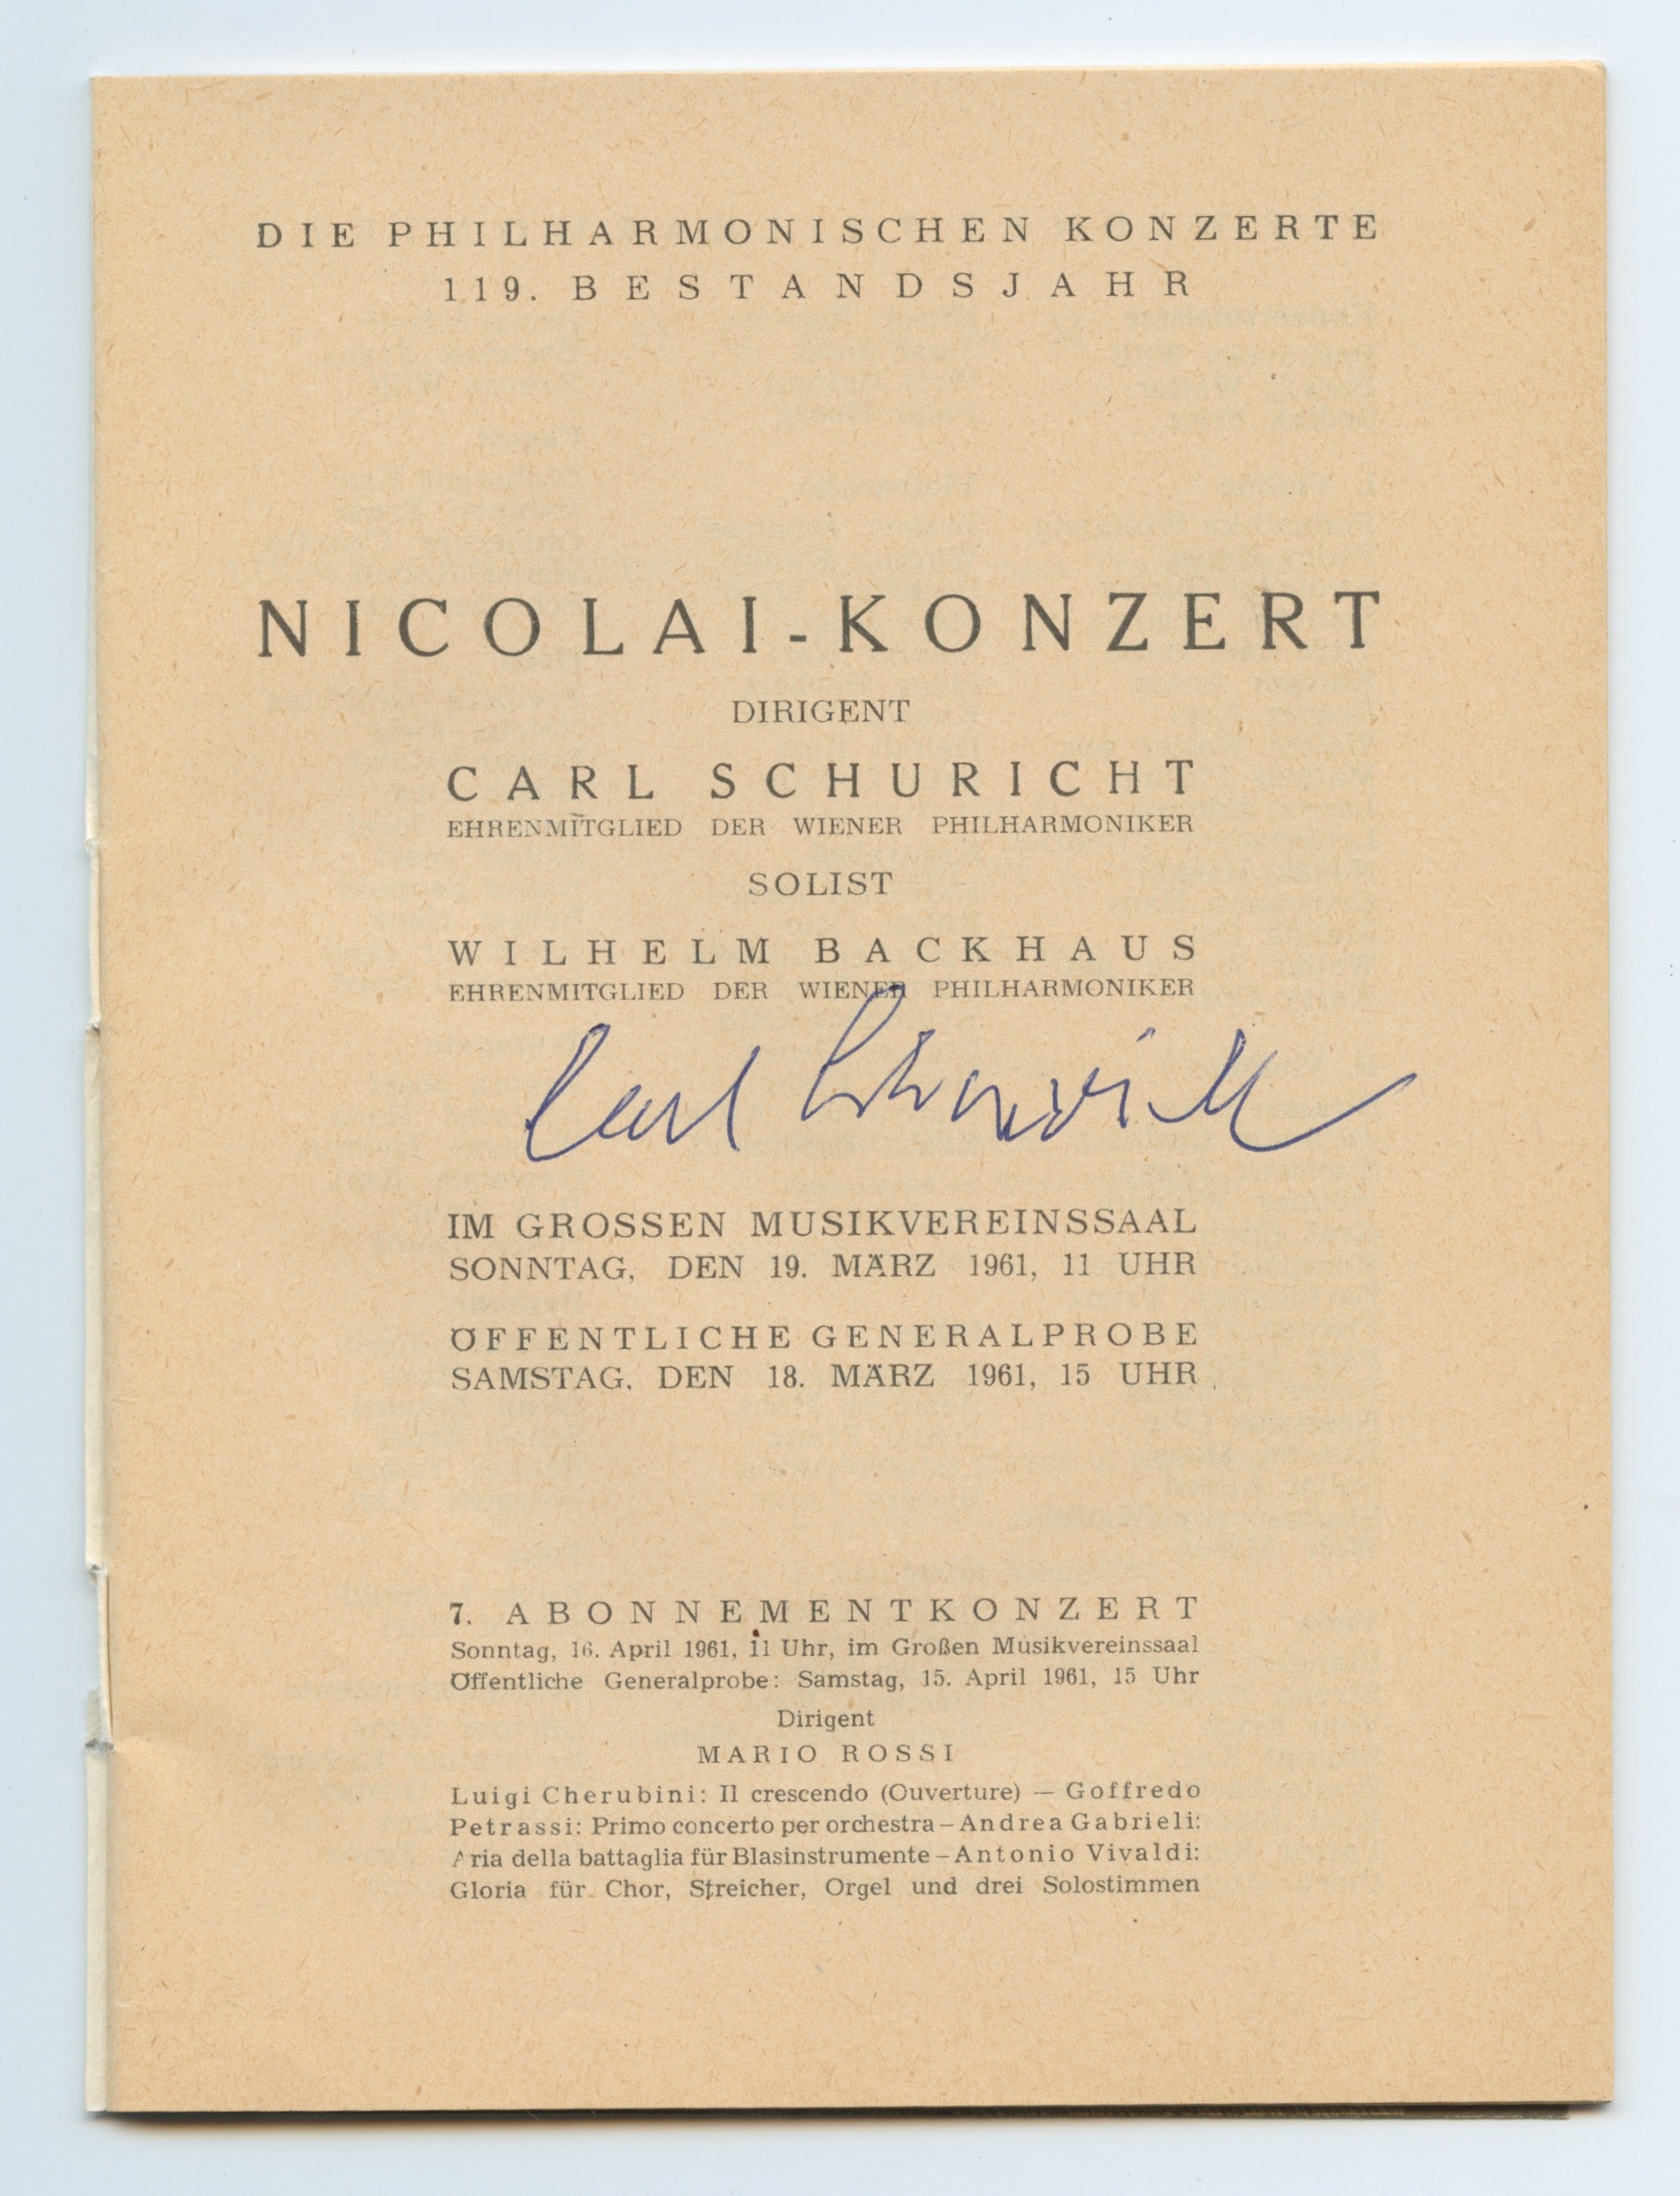 DIE PHILHARMONISCHEN KONZERTE
119. BESTANDSJAHR
NICOLAI-KONZERT
DIRIGENT
CARL SCHURICHT
EHRENMITGLIED DER WIENER PHILHARMONIKER
SOLIST
WILHELM BACKHAUS
EHRENMITGLIED DER WIENER PHILHARMONIKER
Carl Schuricht
IM GROSSEN MUSIKVEREINSSAAL
SONNTAG, DEN 19. MÄRZ 1961, 11 UHR
ÖFFENTLICHE GENERALPROBE
SAMSTAG, DEN 18. MÄRZ 1961, 15 UHR
7. ABONNEMENTKONZERT
Sonntag, 16. April 1961, 11 Uhr, im Großen Musikvereinssaal
Öffentliche Generalprobe: Samstag, 15. April 1961, 15 Uhr
Dirigent
MARIO ROSSI
Luigi Cherubini: Il crescendo (Ouverture) — Goffredo
Petrassi: Primo concerto per orchestra – Andrea Gabrieli:
Aria della battaglia für Blasinstrumente – Antonio Vivaldi:
Gloria für Chor, Streicher, Orgel und drei Solostimmen